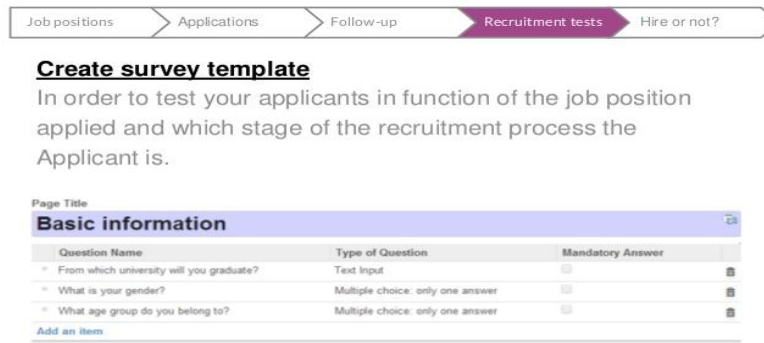 Job positions Applications Follow-up Recruitment tests Hire or not?
Create survey template
In order to test your applicants in function of the job position
applied and which stage of the recruitment process the
Applicant is.
Page Title
Basic information
Question Name Type of Question Mandatory Answer
From which university will you graduate? Text Input
What is your gender? Multiple choice: only one answer
What age group do you belong to? Multiple choice: only one answer
Add an item